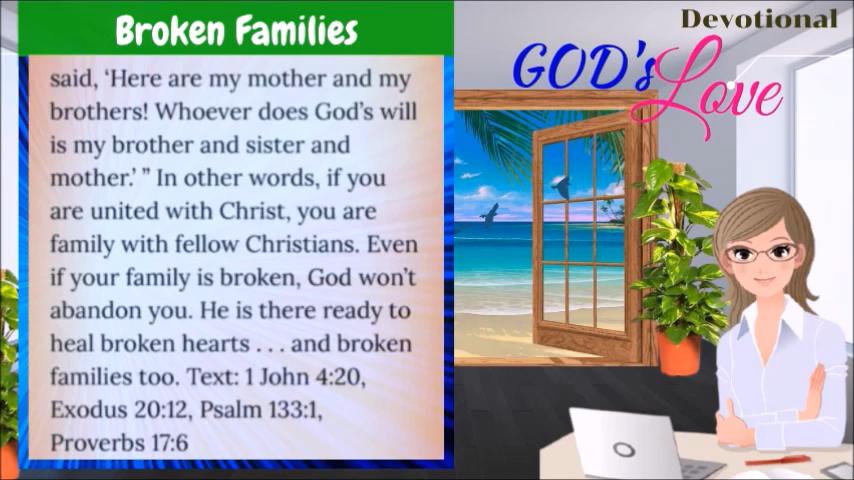 Broken Families
said, ‘Here are my mother and my
brothers! Whoever does God’s will
is my brother and sister and
mother.’ ” In other words, if you
are united with Christ, you are
family with fellow Christians. Even
if your family is broken, God won’t
abandon you. He is there ready to
heal broken hearts . . . and broken
families too. Text: 1 John 4:20,
Exodus 20:12, Psalm 133:1,
Proverbs 17:6
Devotional
GOD's
Love